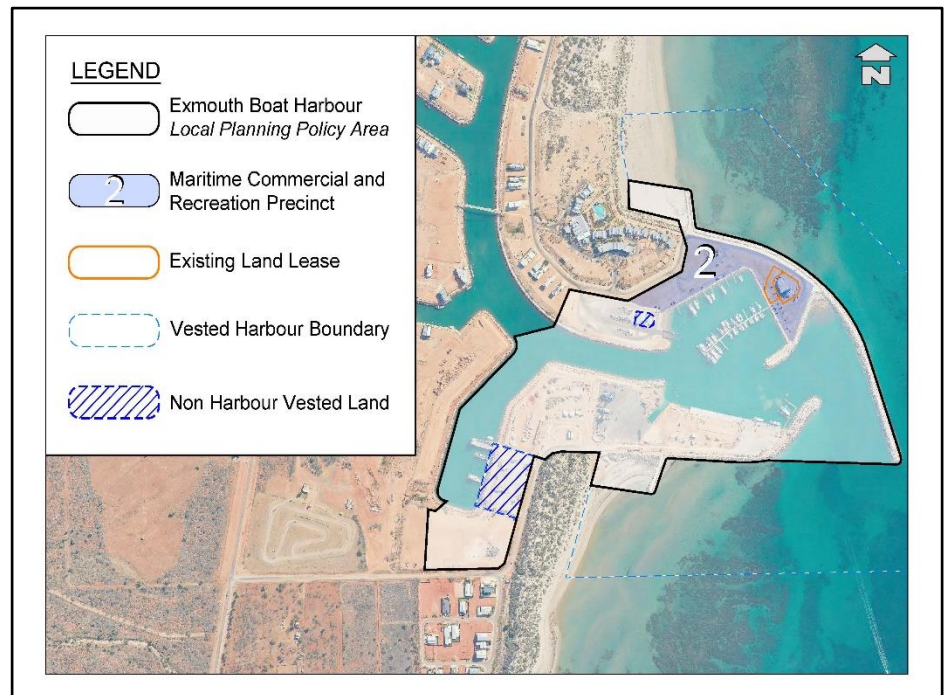 LEGEND
Exmouth Boat Harbour
Local Planning Policy Area
2
Maritime Commercial and
Recreation Precinct
Existing Land Lease
Vested Harbour Boundary
Non Harbour Vested Land
N
2